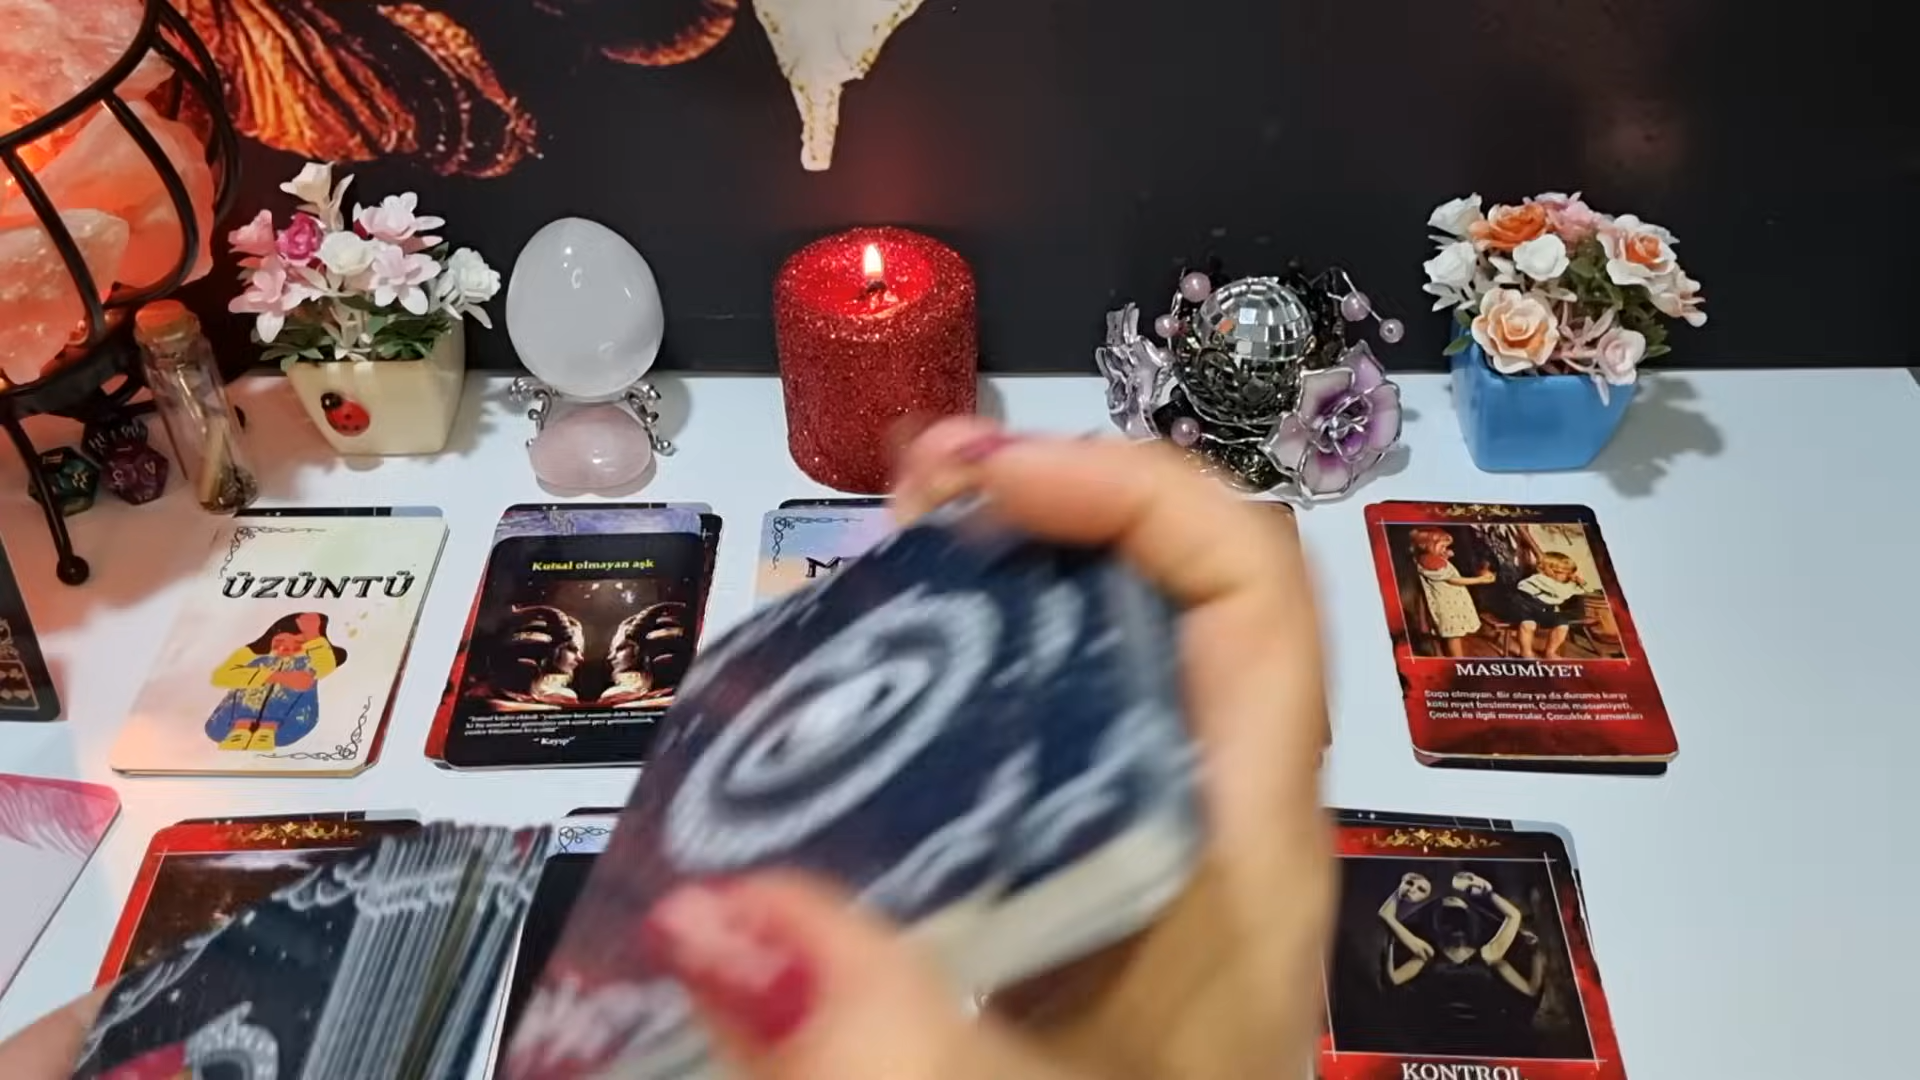 ÜZÜNTÜ
Kutsal olmayan aşk
"Kayıp"
M
MASUMİYET
Suçu olmayan. Bir olay ya da duruma karşı
kötü niyet beslemeyen. Çocuk masumiyeti.
Çocuk ile ilgili mevzular. Çocukluk zamanları
KONTROL